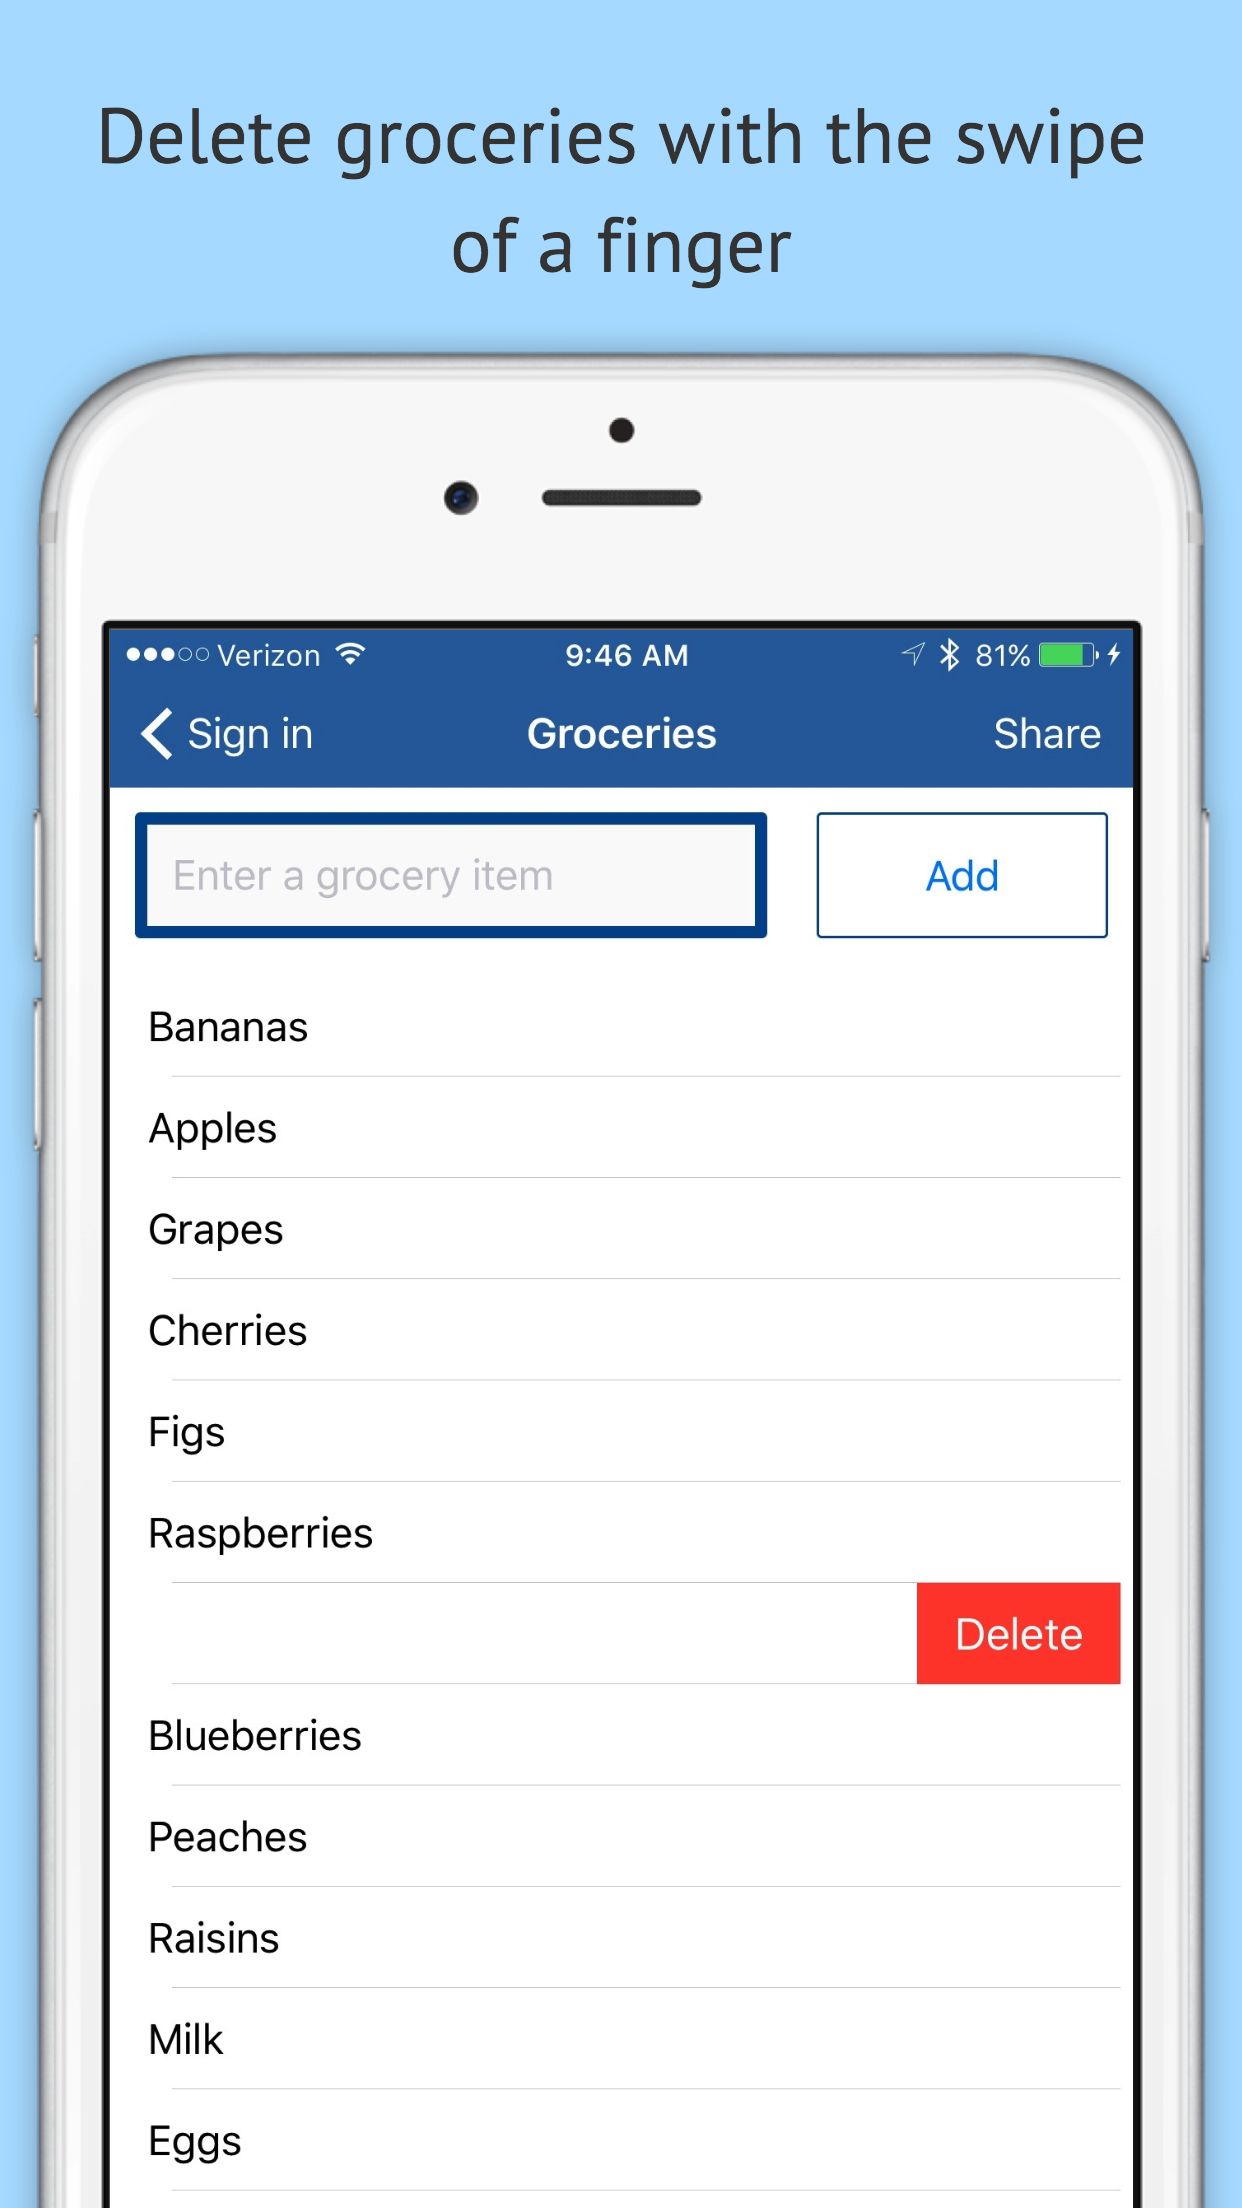 Delete groceries with the swipe
of a finger
Verizon 9:46 AM 81%
Sign in Groceries Share
Enter a grocery item Add
Bananas
Apples
Grapes
Cherries
Figs
Raspberries
Delete
Blueberries
Peaches
Raisins
Milk
Eggs